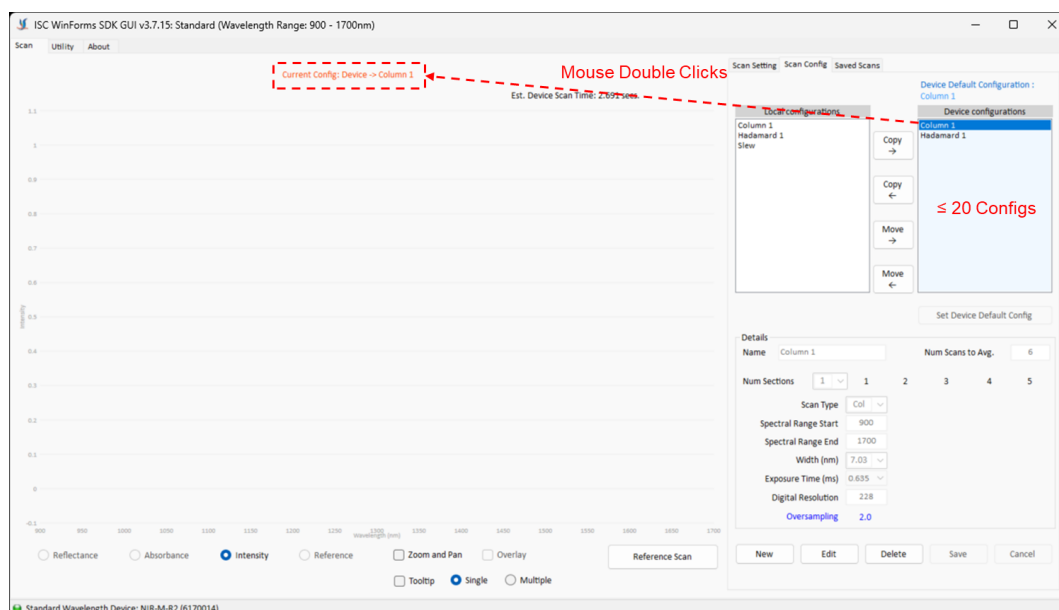 ISC WinForms SDK GUI v3.7.15: Standard (Wavelength Range: 900 - 1700nm)
Scan Utility About
Current Config: Device -> Column 1
Mouse Double Clicks
Est. Device Scan Time: 2.691 secs.
Scan Setting Scan Config Saved Scans
Device Default Configuration :
Column 1
Local configurations
Device configurations
Column 1
Hadamard 1
Slew
Copy
→
Copy
←
Move
→
Move
←
Column 1
Hadamard 1
≤ 20 Configs
Set Device Default Config
Details
Name Column 1 Num Scans to Avg. 6
Num Sections 1 1 2 3 4 5
Scan Type Col
Spectral Range Start 900
Spectral Range End 1700
Width (nm) 7.03
Exposure Time (ms) 0.635
Digital Resolution 228
Oversampling 2.0
New Edit Delete Save Cancel
Intensity
1.1
1
0.9
0.8
0.7
0.6
0.5
0.4
0.3
0.2
0.1
0
-0.1
900 950 1000 1050 1100 1150 1200 1250 1300 1350 1400 1450 1500 1550 1600 1650 1700
Wavelength (nm)
Reflectance Absorbance Intensity Reference Zoom and Pan Overlay Reference Scan
Tooltip Single Multiple
Standard Wavelength Device: NIR-M-R2 (6170014)